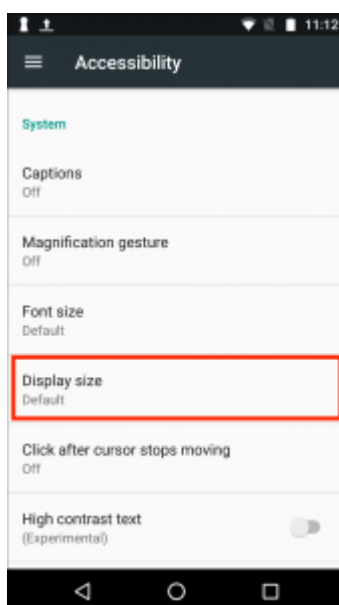 11:12
Accessibility
System
Captions
Off
Magnification gesture
Off
Font size
Default
Display size
Default
Click after cursor stops moving
Off
High contrast text
(Experimental)